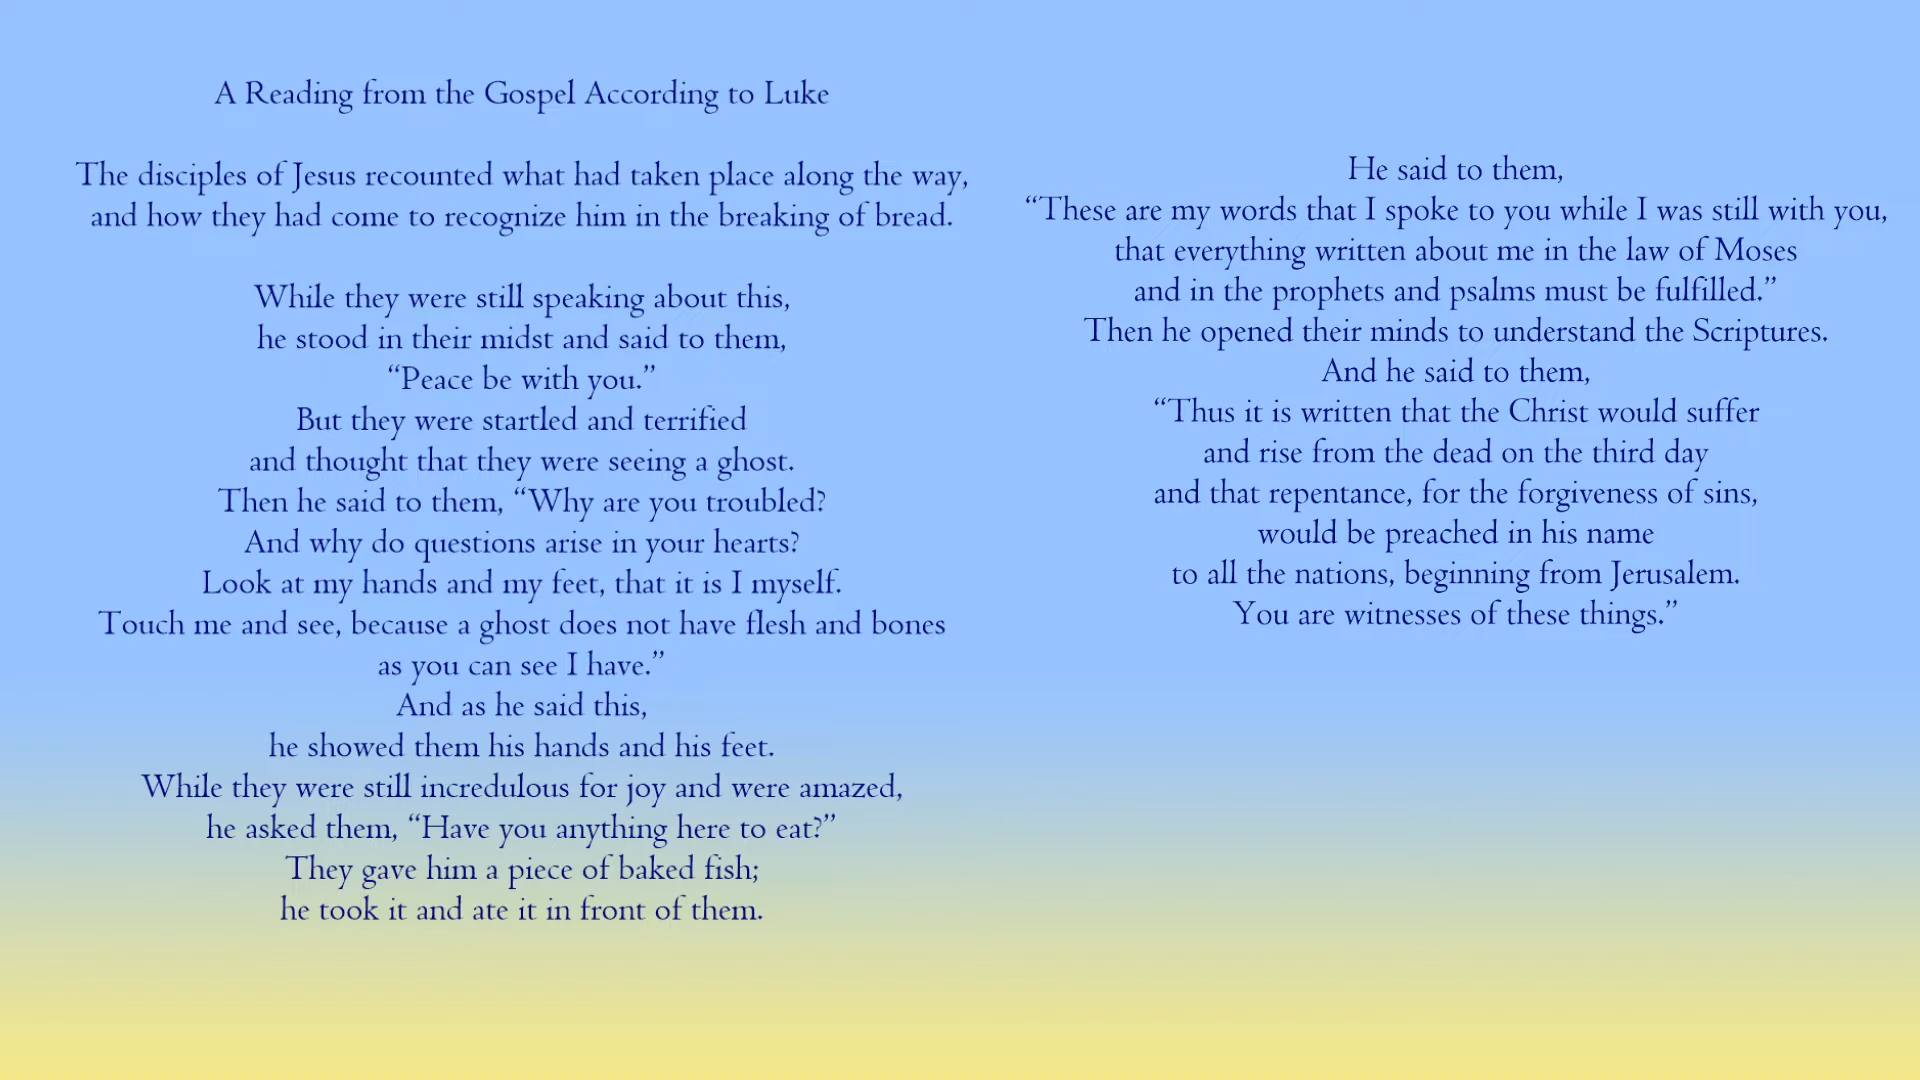 A Reading from the Gospel According to Luke
The disciples of Jesus recounted what had taken place along the way,
and how they had come to recognize him in the breaking of bread.
While they were still speaking about this,
he stood in their midst and said to them,
“Peace be with you.”
But they were startled and terrified
and thought that they were seeing a ghost.
Then he said to them, “Why are you troubled?
And why do questions arise in your hearts?
Look at my hands and my feet, that it is I myself.
Touch me and see, because a ghost does not have flesh and bones
as you can see I have.”
And as he said this,
he showed them his hands and his feet.
While they were still incredulous for joy and were amazed,
he asked them, “Have you anything here to eat?”
They gave him a piece of baked fish;
he took it and ate it in front of them.
He said to them,
“These are my words that I spoke to you while I was still with you,
that everything written about me in the law of Moses
and in the prophets and psalms must be fulfilled.”
Then he opened their minds to understand the Scriptures.
And he said to them,
“Thus it is written that the Christ would suffer
and rise from the dead on the third day
and that repentance, for the forgiveness of sins,
would be preached in his name
to all the nations, beginning from Jerusalem.
You are witnesses of these things.”